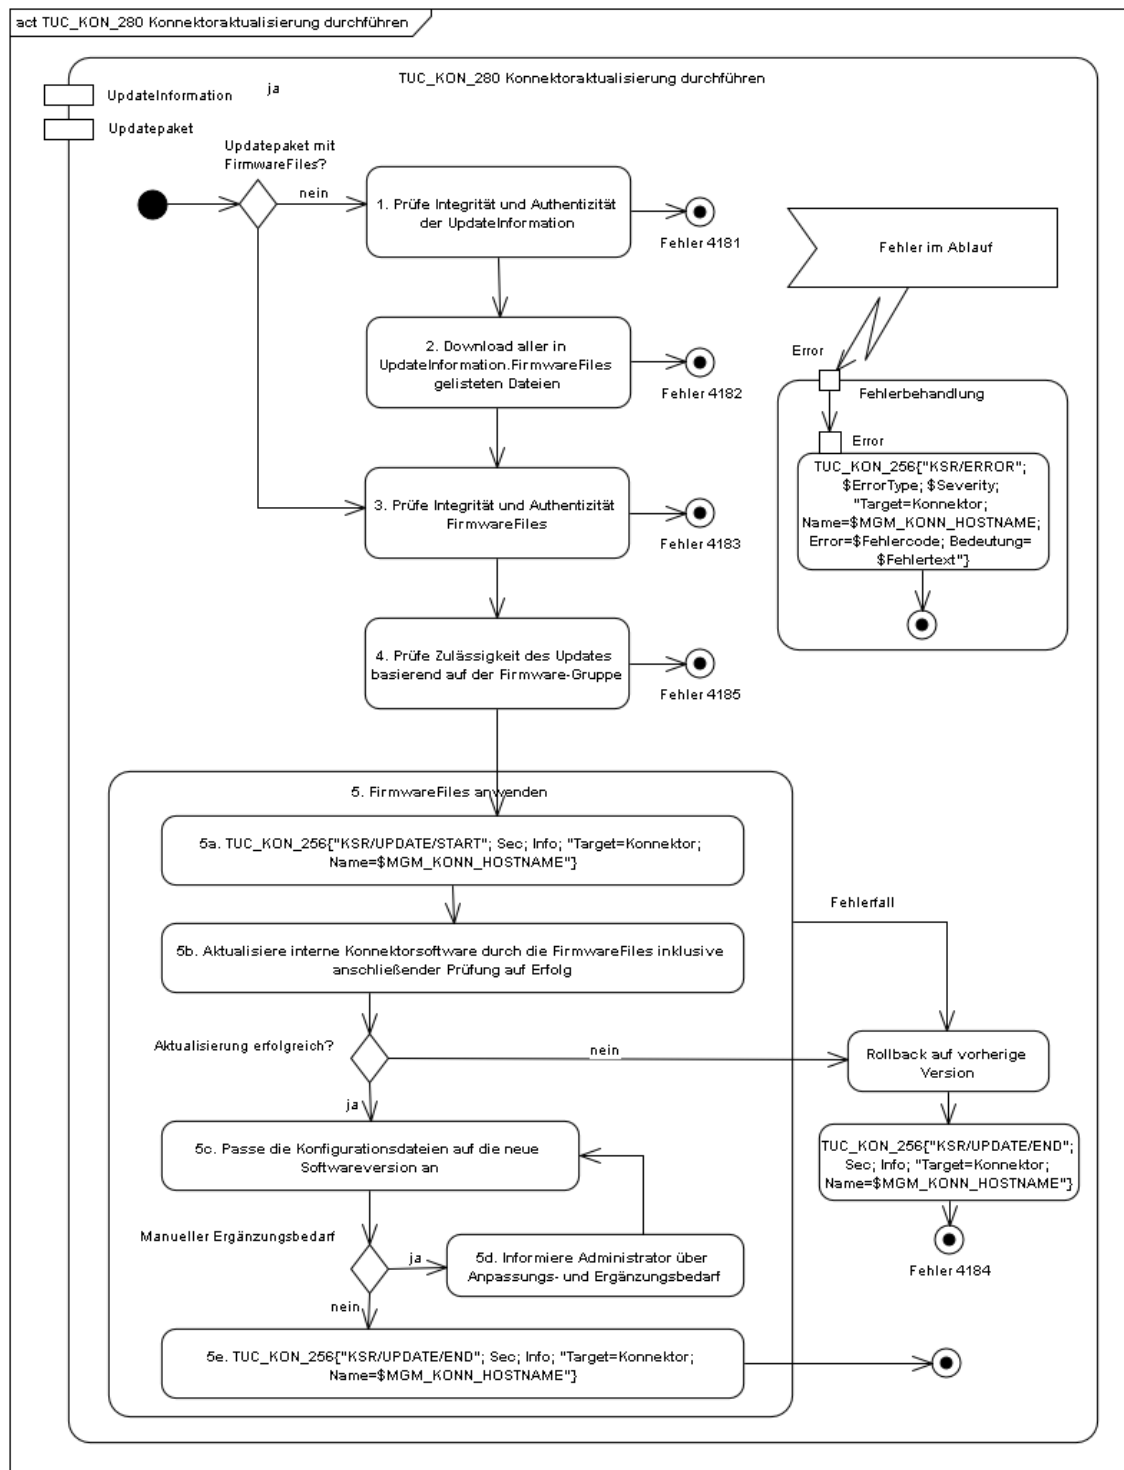 act TUC_KON_280 Konnektoraktualisierung durchführen
TUC_KON_280 Konnektoraktualisierung durchführen
UpdateInformation
ja
Updatepaket
Updatepaket mit
FirmwareFiles?
nein
1. Prüfe Integrität und Authentizität
der UpdateInformation
Fehler 4181
Fehler im Ablauf
2. Download aller in
UpdateInformation.FirmwareFiles
gelisteten Dateien
Fehler 4182
Error
Fehlerbehandlung
Error
TUC_KON_256{"KSR/ERROR";
$ErrorType; $Severity;
"Target=Konnektor;
Name=$MGM_KONN_HOSTNAME;
Error=$Fehlercode; Bedeutung=
$Fehlertext"}
3. Prüfe Integrität und Authentizität
FirmwareFiles
Fehler 4183
4. Prüfe Zulässigkeit des Updates
basierend auf der Firmware-Gruppe
Fehler 4185
5. FirmwareFiles anwenden
5a. TUC_KON_256{"KSR/UPDATE/START"; Sec; Info; "Target=Konnektor;
Name=$MGM_KONN_HOSTNAME"}
Fehlerfall
5b. Aktualisiere interne Konnektorsoftware durch die FirmwareFiles inklusive
anschließender Prüfung auf Erfolg
Aktualisierung erfolgreich?
nein
Rollback auf vorherige
Version
ja
5c. Passe die Konfigurationsdateien auf die neue
Softwareversion an
TUC_KON_256{"KSR/UPDATE/END";
Sec; Info; "Target=Konnektor;
Name=$MGM_KONN_HOSTNAME"}
Manueller Ergänzungsbedarf
ja
5d. Informiere Administrator über
Anpassungs- und Ergänzungsbedarf
Fehler 4184
nein
5e. TUC_KON_256{"KSR/UPDATE/END"; Sec; Info; "Target=Konnektor;
Name=$MGM_KONN_HOSTNAME"}